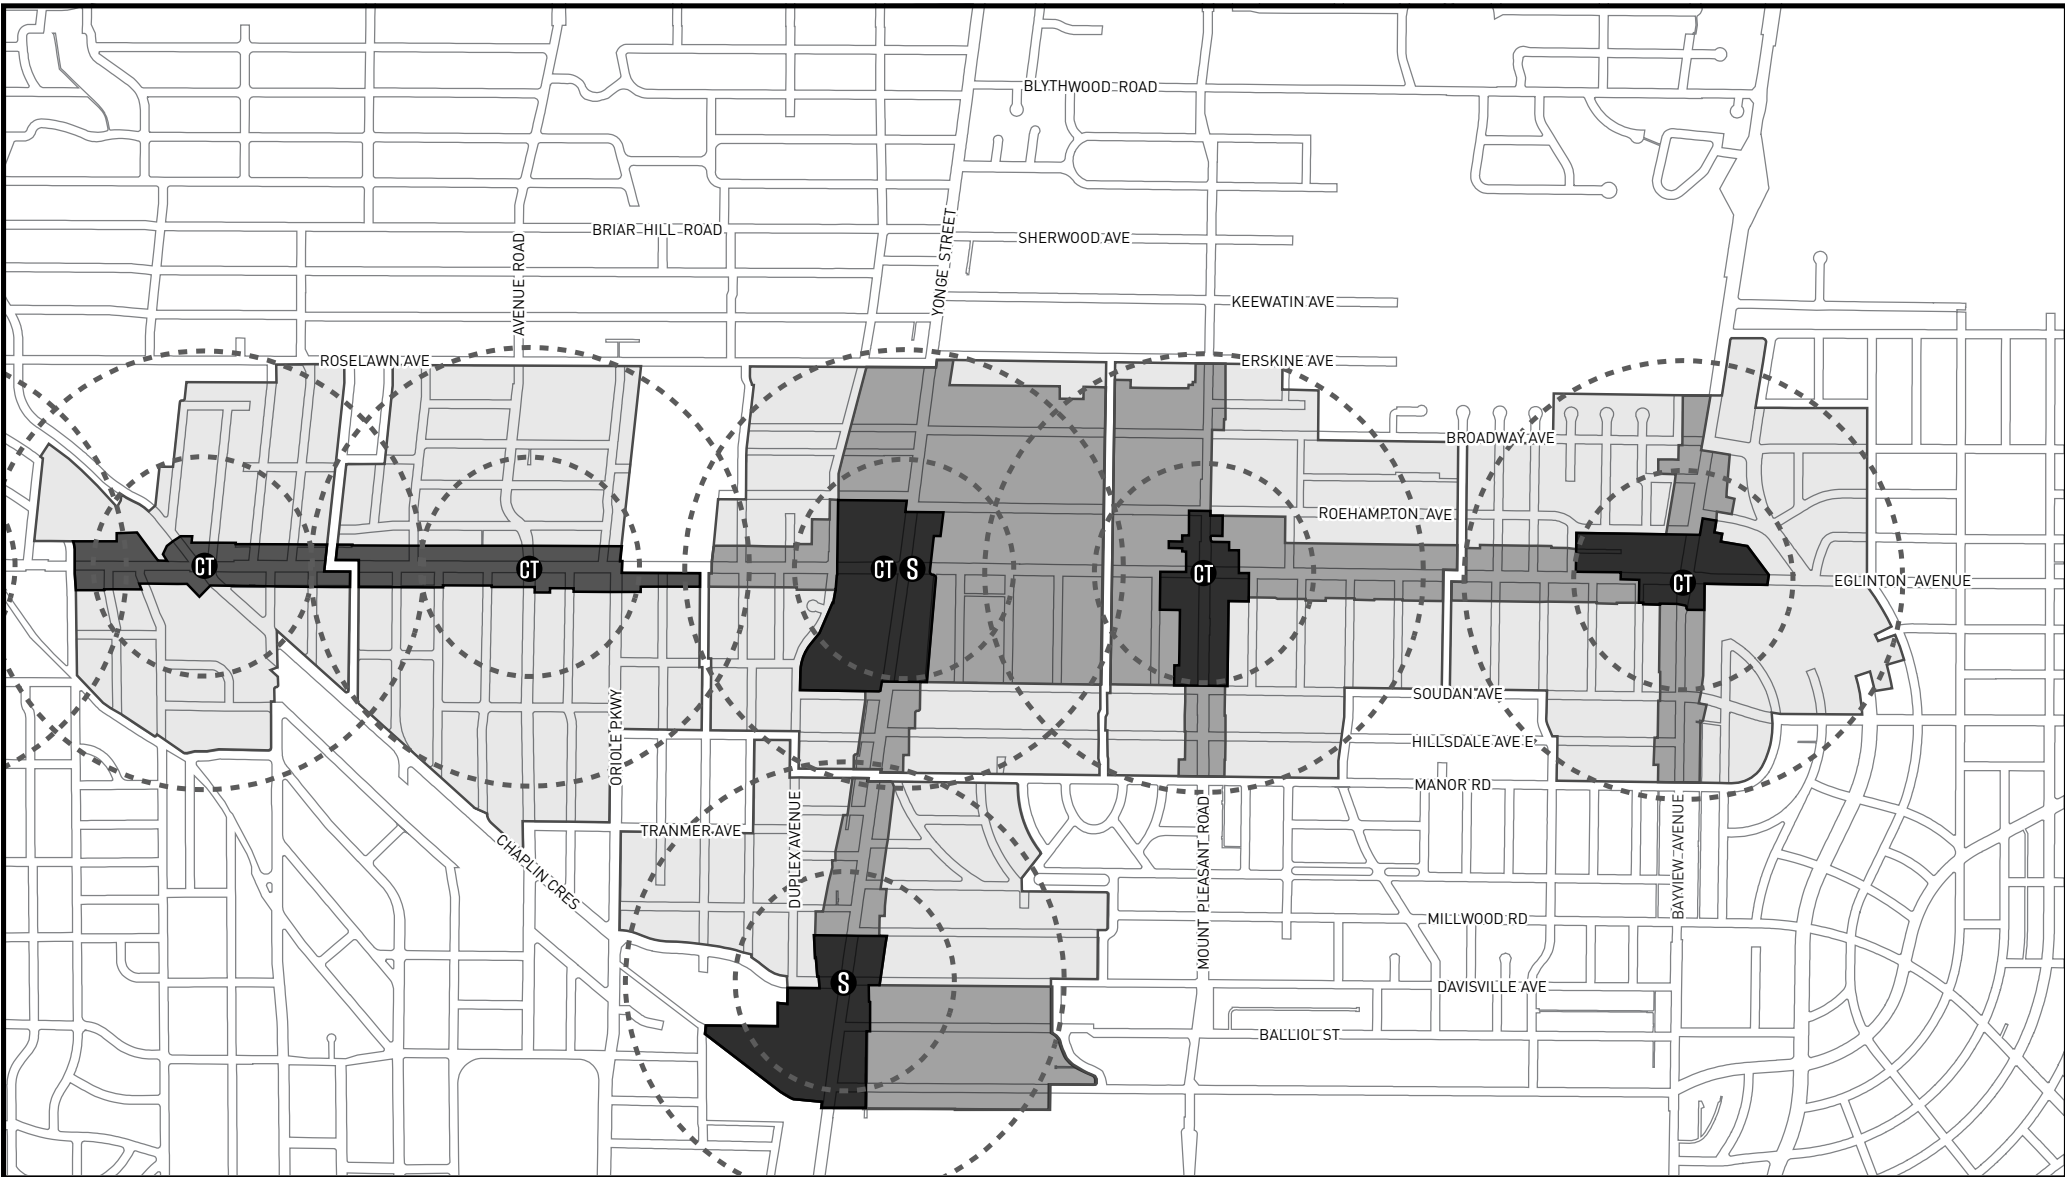 BLYTHWOOD ROAD
BRIAR HILL ROAD
SHERWOOD AVE
AVENUE ROAD
YONGE STREET
KEEWATIN AVE
ROSELAWN AVE
ERSKINE AVE
BROADWAY AVE
ROEHAMPTON AVE
CT
CT
CT S
CT
CT
EGLINTON AVENUE
SOUDAN AVE
ORIOLE PKWY
HILLSDALE AVE E
MANOR RD
TRANMER AVE
DUPLEX AVENUE
MOUNT PLEASANT ROAD
BAYVIEW AVENUE
CHAPLIN CRES
MILLWOOD RD
S
DAVISVILLE AVE
BALLIOL ST